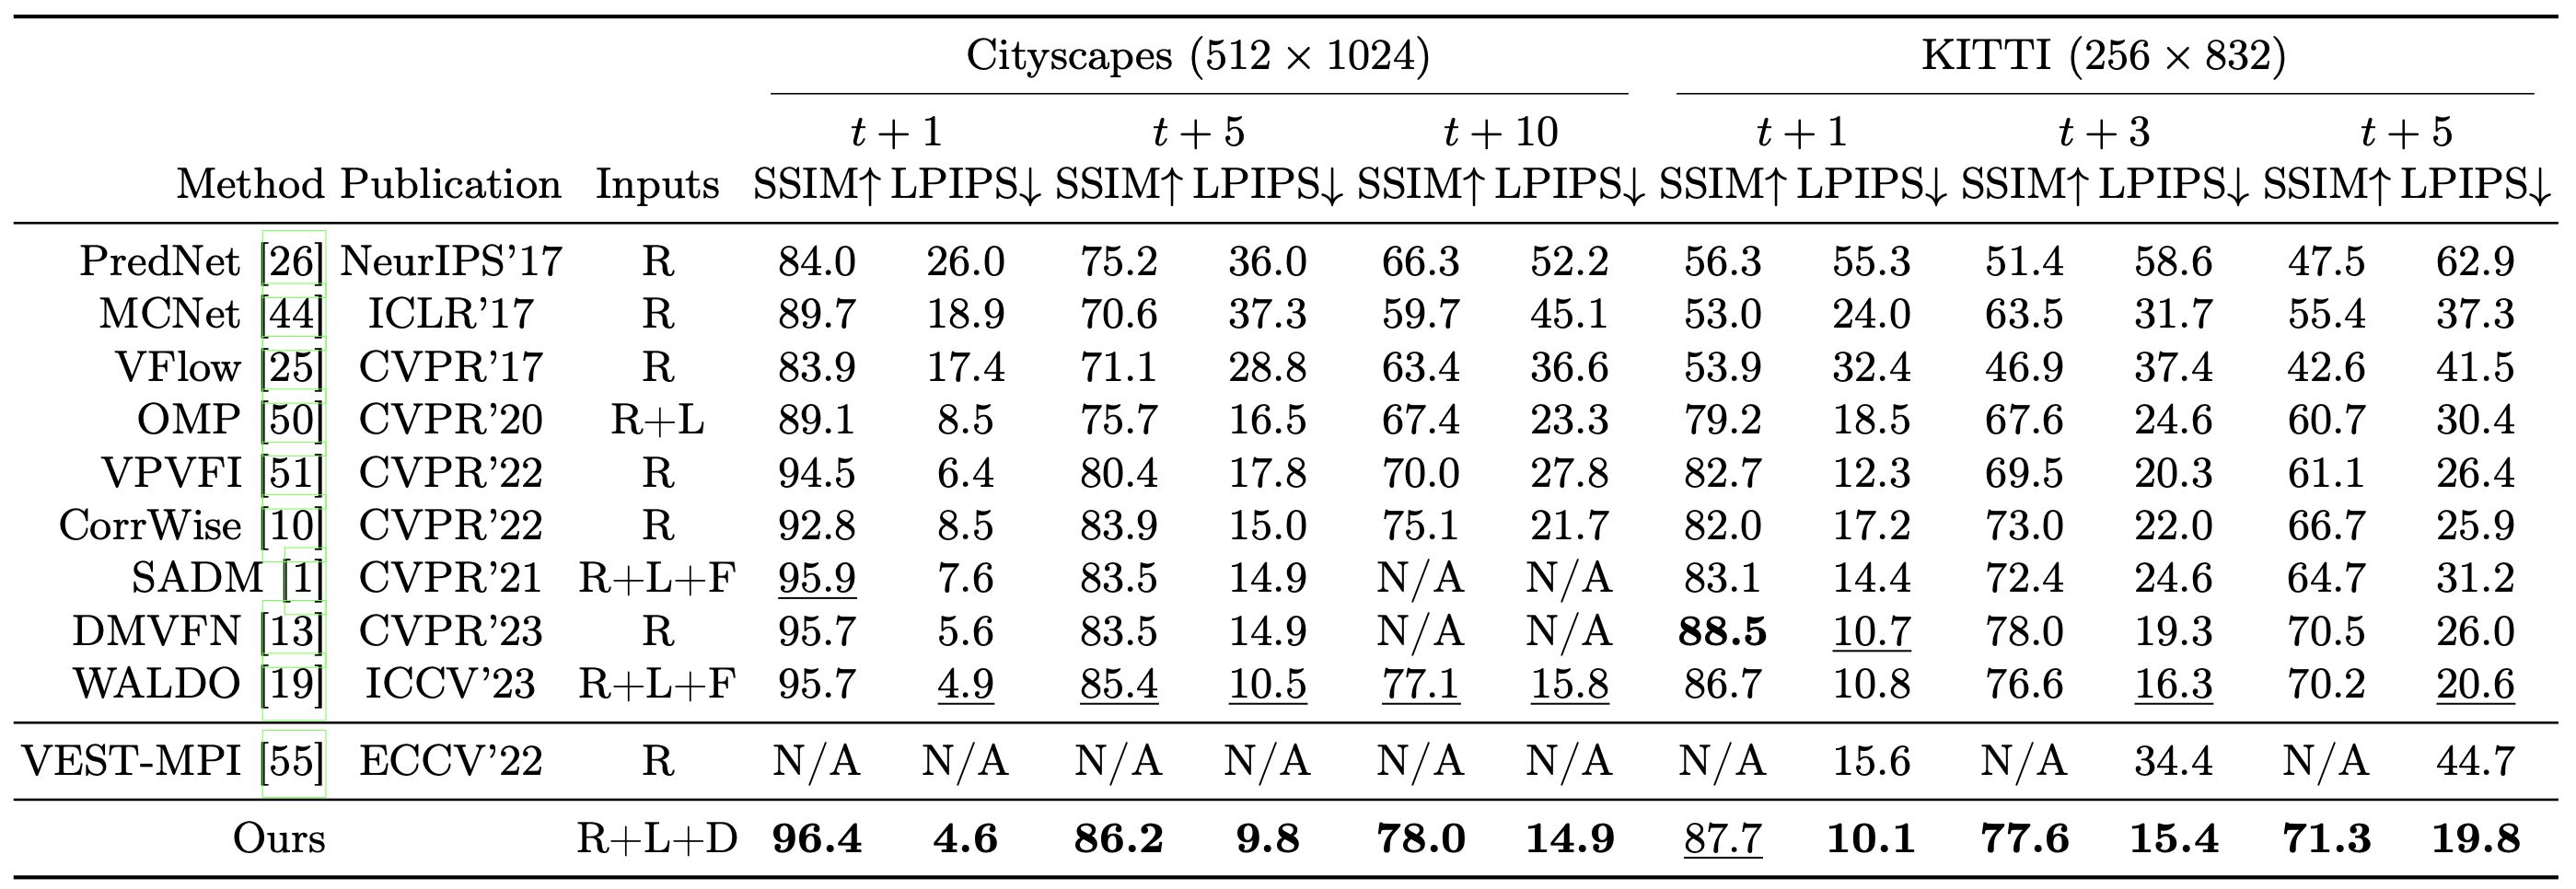 Cityscapes (512 × 1024) KITTI (256 × 832)
t + 1 t + 5 t + 10 t + 1 t + 3 t + 5
Method Publication Inputs SSIM↑ LPIPS↓ SSIM↑ LPIPS↓ SSIM↑ LPIPS↓ SSIM↑ LPIPS↓ SSIM↑ LPIPS↓ SSIM↑ LPIPS↓
PredNet [26] NeurIPS'17 R 84.0 26.0 75.2 36.0 66.3 52.2 56.3 55.3 51.4 58.6 47.5 62.9
MCNet [44] ICLR'17 R 89.7 18.9 70.6 37.3 59.7 45.1 53.0 24.0 63.5 31.7 55.4 37.3
VFlow [25] CVPR'17 R 83.9 17.4 71.1 28.8 63.4 36.6 53.9 32.4 46.9 37.4 42.6 41.5
OMP [50] CVPR'20 R+L 89.1 8.5 75.7 16.5 67.4 23.3 79.2 18.5 67.6 24.6 60.7 30.4
VPVFI [51] CVPR'22 R 94.5 6.4 80.4 17.8 70.0 27.8 82.7 12.3 69.5 20.3 61.1 26.4
CorrWise [10] CVPR'22 R 92.8 8.5 83.9 15.0 75.1 21.7 82.0 17.2 73.0 22.0 66.7 25.9
SADM [1] CVPR'21 R+L+F 95.9 7.6 83.5 14.9 N/A N/A 83.1 14.4 72.4 24.6 64.7 31.2
DMVFN [13] CVPR'23 R 95.7 5.6 83.5 14.9 N/A N/A 88.5 10.7 78.0 19.3 70.5 26.0
WALDO [19] ICCV'23 R+L+F 95.7 4.9 85.4 10.5 77.1 15.8 86.7 10.8 76.6 16.3 70.2 20.6
VEST-MPI [55] ECCV'22 R N/A N/A N/A N/A N/A N/A N/A 15.6 N/A 34.4 N/A 44.7
Ours R+L+D 96.4 4.6 86.2 9.8 78.0 14.9 87.7 10.1 77.6 15.4 71.3 19.8